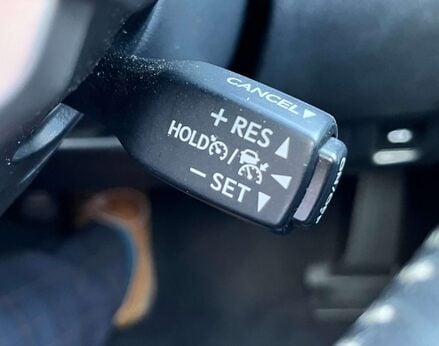 CANCEL▼
+ RES ▲
HOLD /
− SET ▼